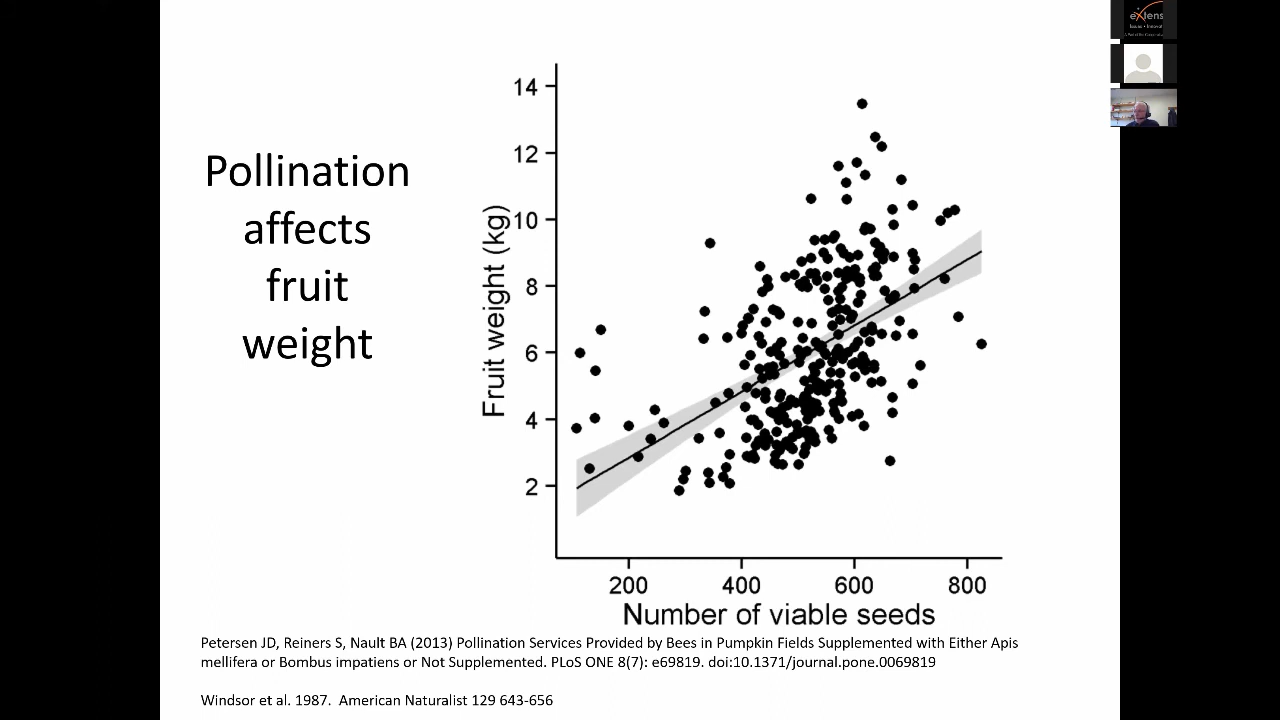 Pollination
affects
fruit
weight
Fruit weight (kg)
14
12
10
8
6
4
2
200 400 600 800
Number of viable seeds
Petersen JD, Reiners S, Nault BA (2013) Pollination Services Provided by Bees in Pumpkin Fields Supplemented with Either Apis
mellifera or Bombus impatiens or Not Supplemented. PLoS ONE 8(7): e69819. doi:10.1371/journal.pone.0069819
Windsor et al. 1987.  American Naturalist 129 643-656
eXtens